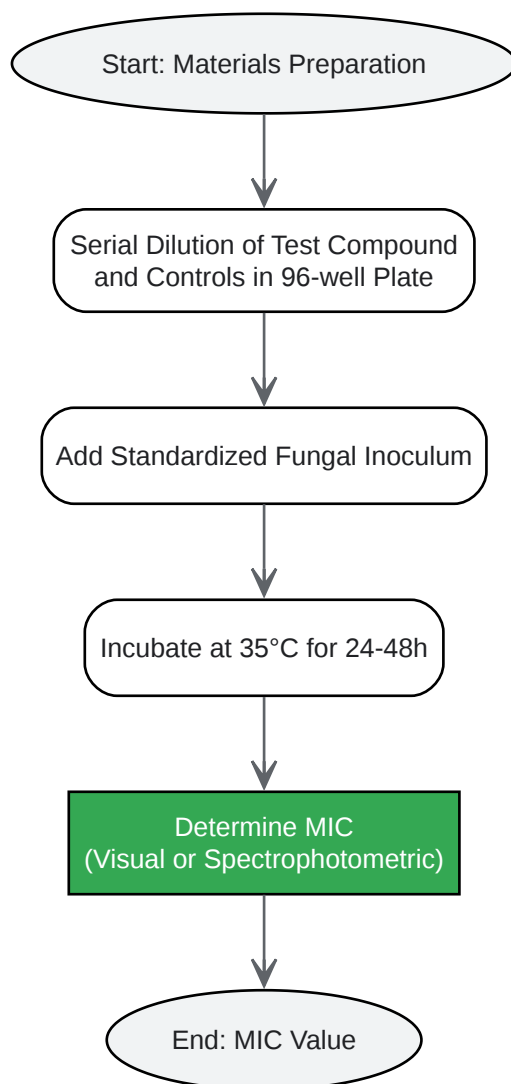 Start: Materials Preparation
Serial Dilution of Test Compound
and Controls in 96-well Plate
Add Standardized Fungal Inoculum
Incubate at 35°C for 24-48h
Determine MIC
(Visual or Spectrophotometric)
End: MIC Value